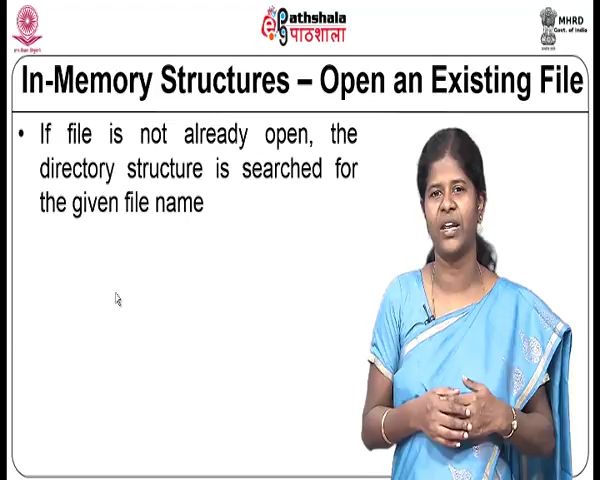 ePathshala
पाठशाला
MHRD
Govt. of India
In-Memory Structures – Open an Existing File
• If file is not already open, the
directory structure is searched for
the given file name